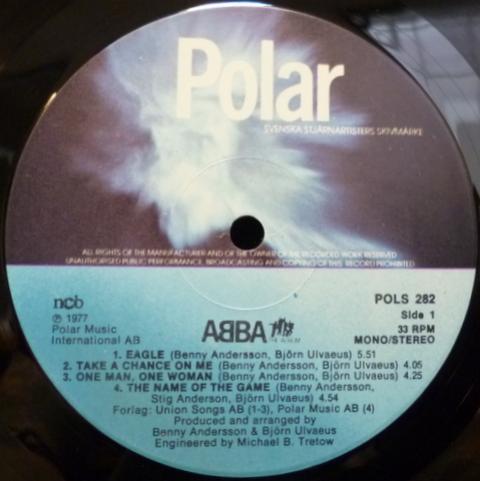 Polar
SVENSKA STJÄRNARTISTERS SKIVMÄRKE
ALL RIGHTS OF THE MANUFACTURER AND OF THE OWNER OF THE RECORDED WORK RESERVED
UNAUTHORISED PUBLIC PERFORMANCE, BROADCASTING AND COPYING OF THIS RECORD PROHIBITED
ncb
℗ 1977
Polar Music
International AB
POLS 282
Side 1
33 RPM
MONO/STEREO
ABBA
THE ALBUM
1. EAGLE (Benny Andersson, Björn Ulvaeus) 5.51
2. TAKE A CHANCE ON ME (Benny Andersson, Björn Ulvaeus) 4.05
3. ONE MAN, ONE WOMAN (Benny Andersson, Björn Ulvaeus) 4.25
4. THE NAME OF THE GAME (Benny Andersson,
Stig Anderson, Björn Ulvaeus) 4.54
Förlag: Union Songs AB (1-3), Polar Music AB (4)
Produced and arranged by
Benny Andersson & Björn Ulvaeus
Engineered by Michael B. Tretow